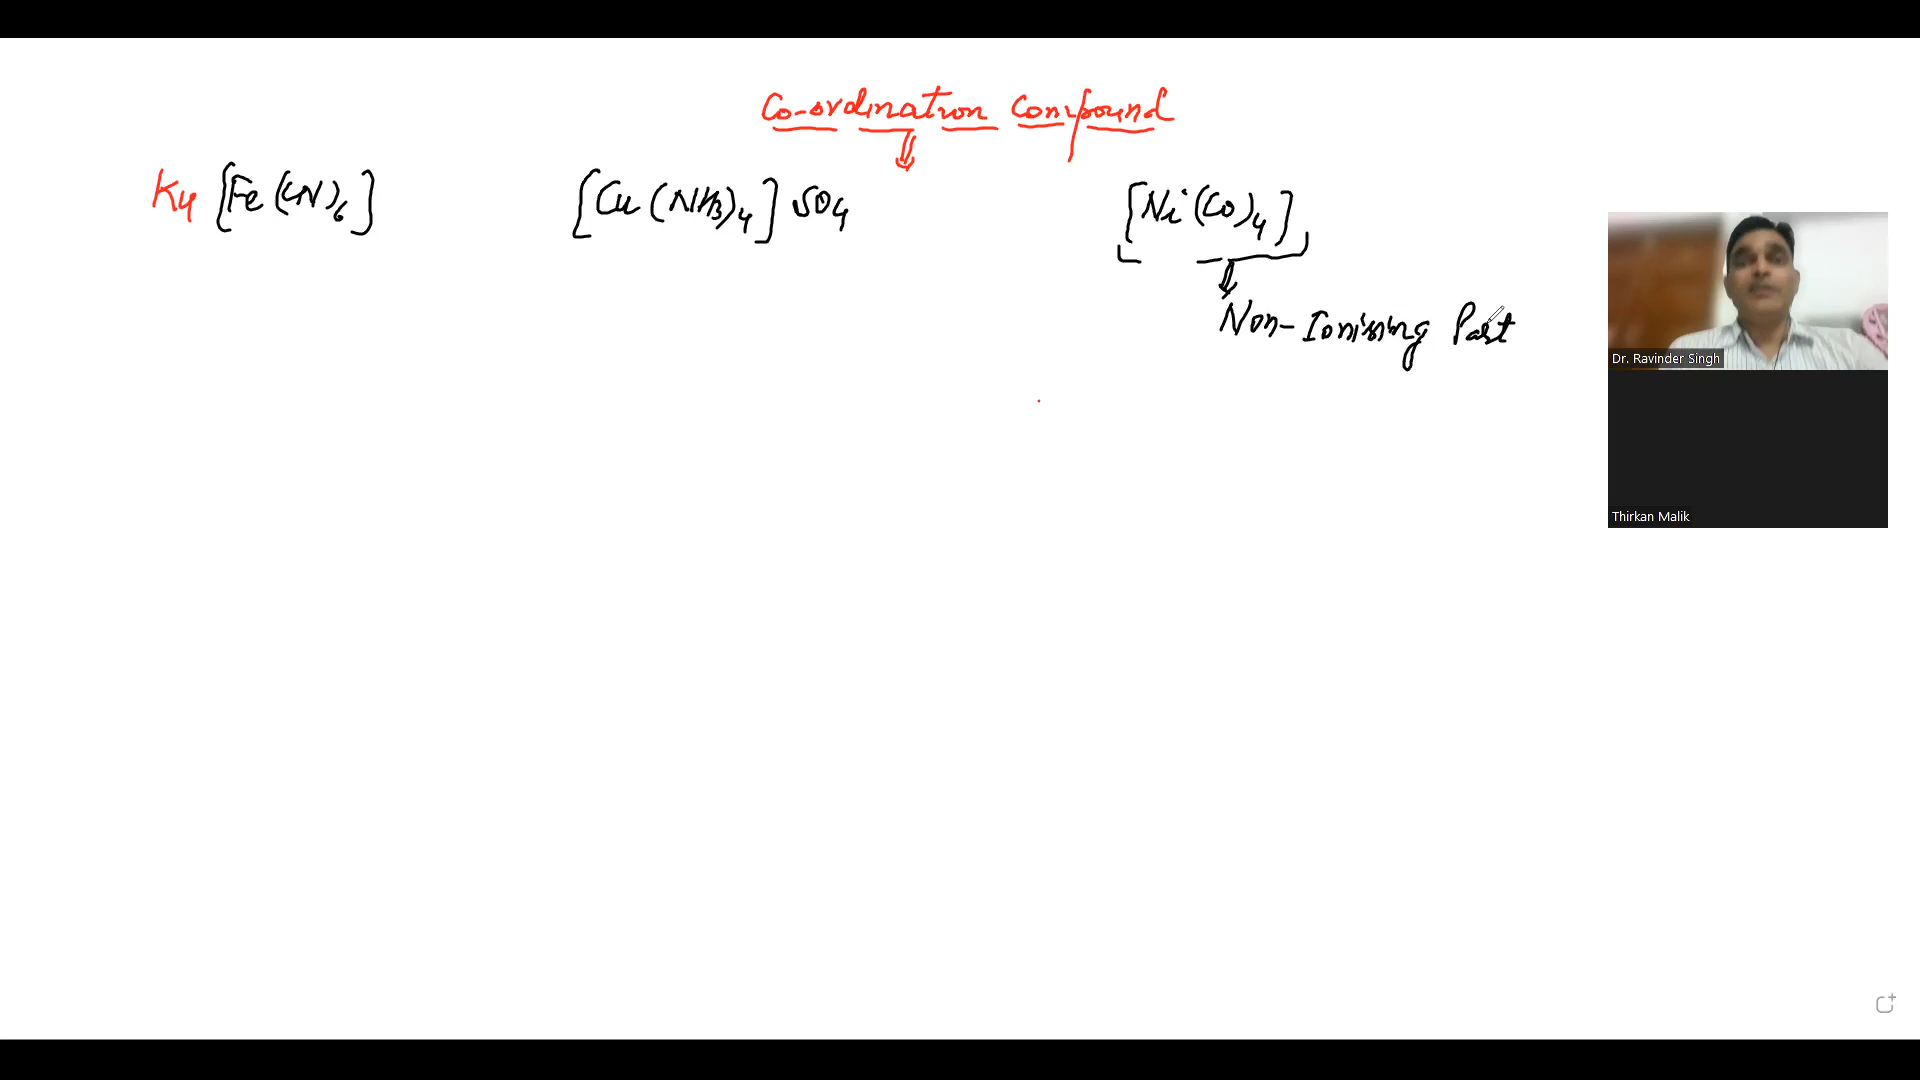 Co-ordination Compound
K4 [Fe(CN)6] [Cu(NH3)4]SO4 [Ni(Co)4]
Non-Ionising Part
Dr. Ravinder Singh
Thirkan Malik